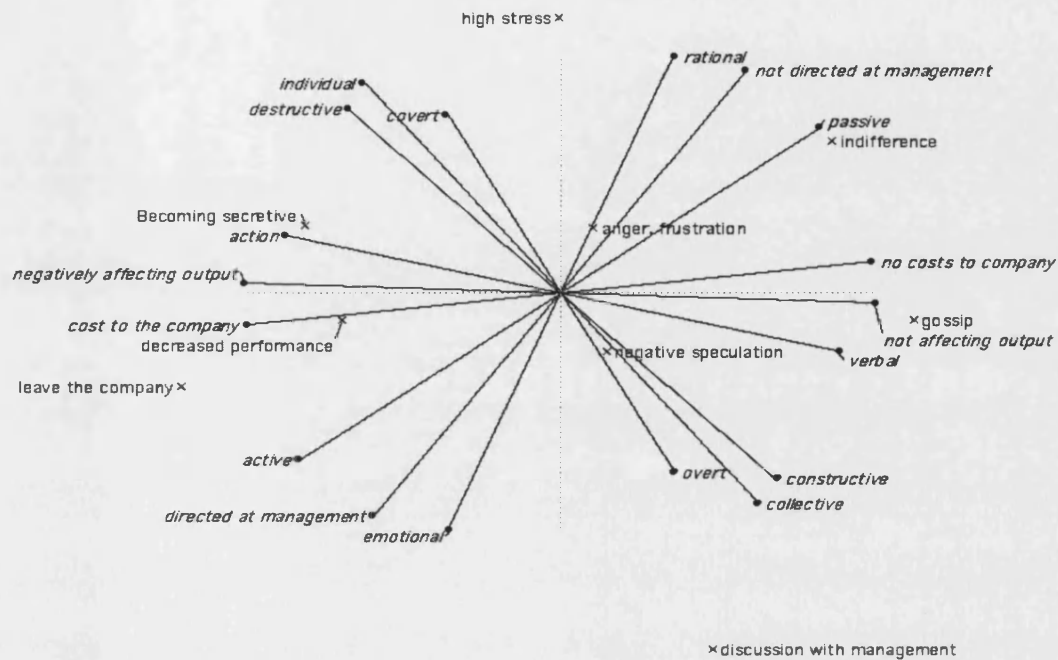 high stress
rational
not directed at management
individual
destructive
covert
passive
indifference
Becoming secretive
action
anger, frustration
no costs to company
negatively affecting output
cost to the company
decreased performance
gossip
not affecting output
verbal
negative speculation
leave the company
active
overt
constructive
collective
directed at management
emotional
discussion with management